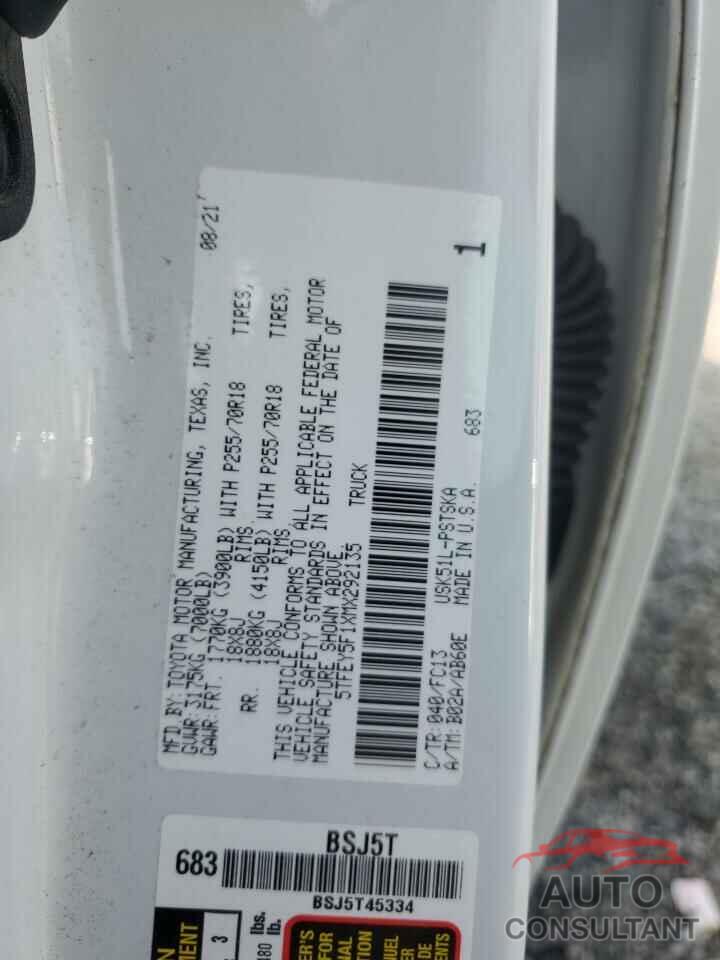 MFD. BY: TOYOTA MOTOR MANUFACTURING, TEXAS, INC. 08/21
GVWR: 3175KG (7000LB)
GAWR: FRT. 1770KG (3900LB) WITH P255/70R18 TIRES,
18X8J RIMS,
RR. 1880KG (4150LB) WITH P255/70R18 TIRES,
18X8J RIMS,
THIS VEHICLE CONFORMS TO ALL APPLICABLE FEDERAL MOTOR
VEHICLE SAFETY STANDARDS IN EFFECT ON THE DATE OF
MANUFACTURE SHOWN ABOVE.
5TFEY5F1XMX292135 TRUCK
C/TR: 040/FC13 USK51L-PSTSKA 683
A/TM: B02A/AB60E MADE IN U.S.A.
1
BSJ5T
683
BSJ5T45334
3
lbs.
lb.
AUTO
CONSULTANT